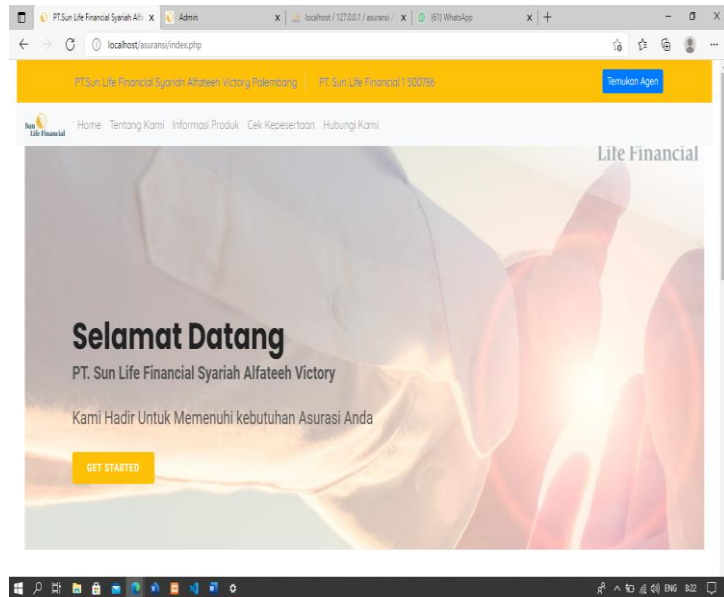 PT.Sun Life Financial Syariah Alfa X Admin X localhost / 127.0.0.1 / asuransi / X (61) WhatsApp X
localhost/asuransi/index.php
PT.Sun Life Financial Syariah Alfateeh Victory Palembang PT. Sun Life Financial 1 500786 Temukan Agen
Sun
Life Financial
Home Tentang Kami Informasi Produk Cek Kepesertaan Hubungi Kami
Life Financial
Selamat Datang
PT. Sun Life Financial Syariah Alfateeh Victory
Kami Hadir Untuk Memenuhi kebutuhan Asurasi Anda
GET STARTED
ENG 8:22